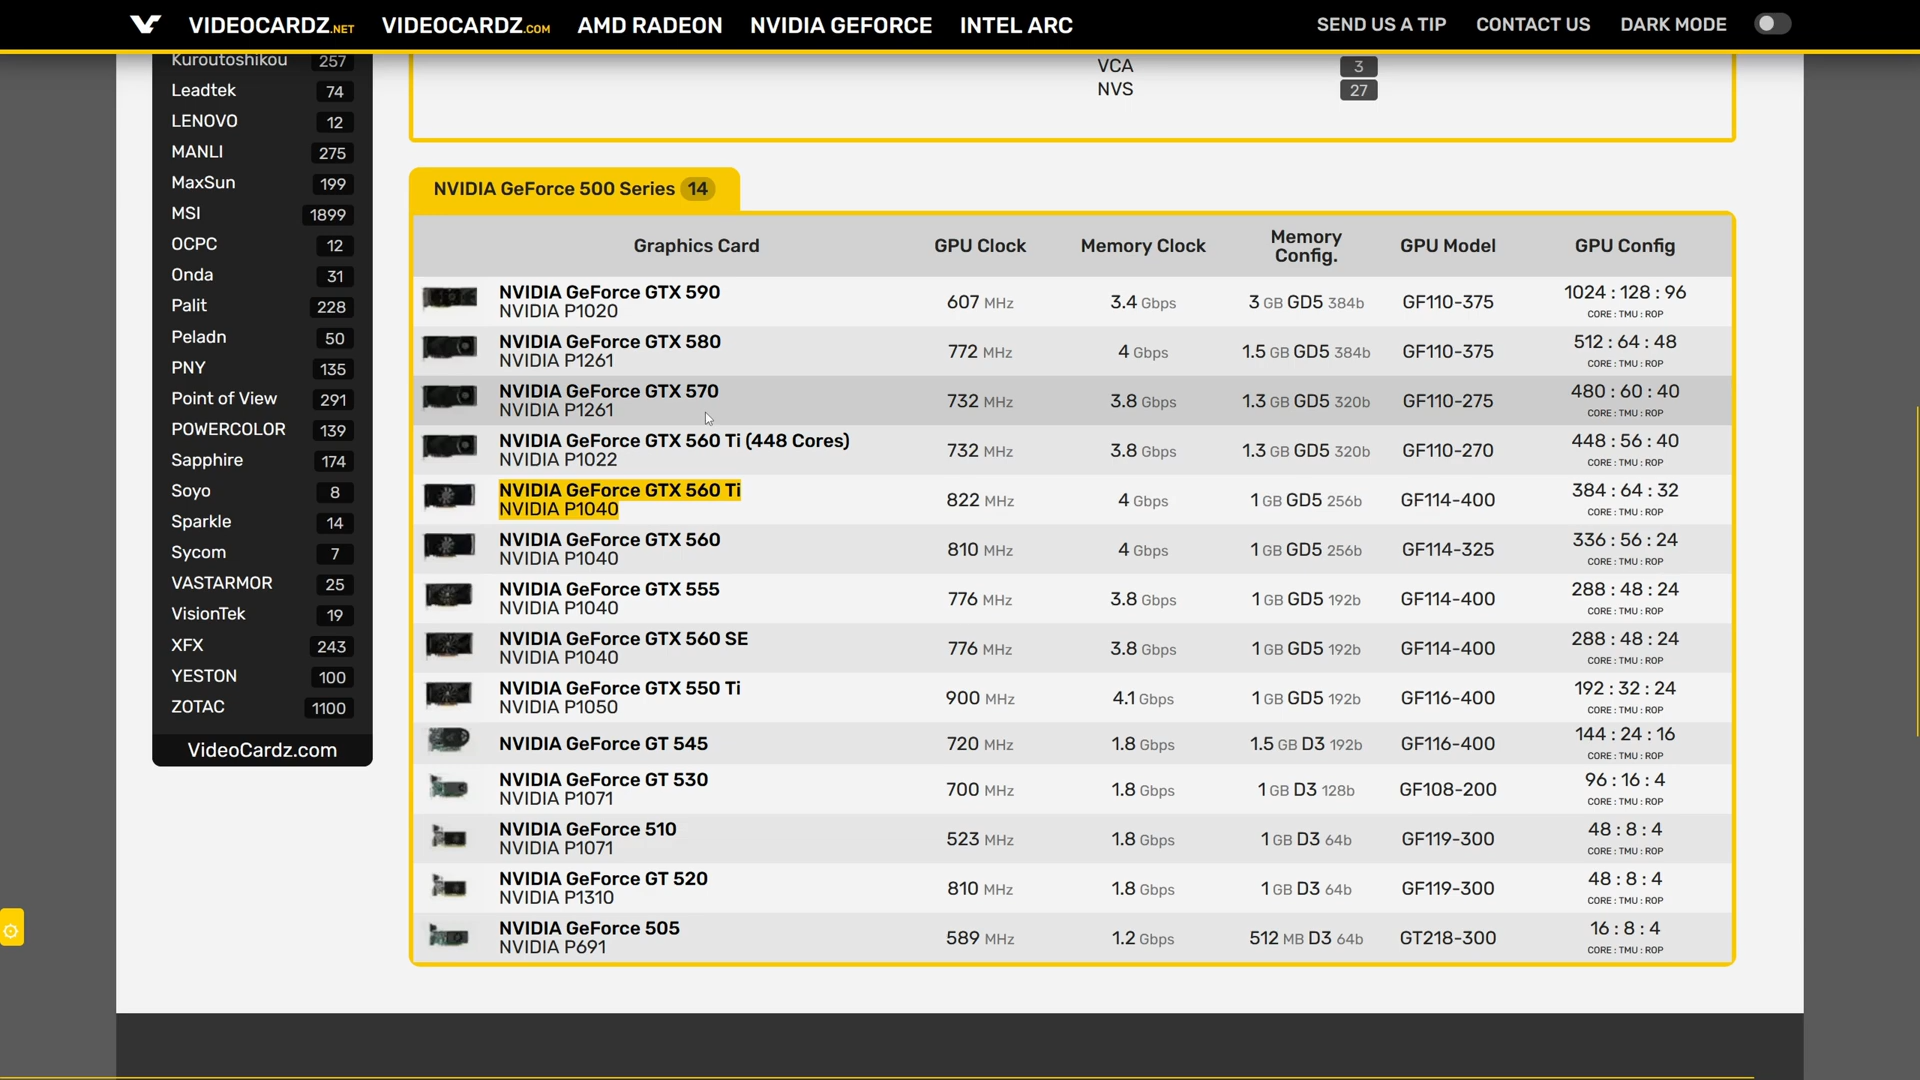 VIDEOCARDZ.NET VIDEOCARDZ.COM AMD RADEON NVIDIA GEFORCE INTEL ARC SEND US A TIP CONTACT US DARK MODE
Kuroutoshikou 257
Leadtek 74
LENOVO 12
MANLI 275
MaxSun 199
MSI 1899
OCPC 12
Onda 31
Palit 228
Peladn 50
PNY 135
Point of View 291
POWERCOLOR 139
Sapphire 174
Soyo 8
Sparkle 14
Sycom 7
VASTARMOR 25
VisionTek 19
XFX 243
YESTON 100
ZOTAC 1100
VideoCardz.com
VCA 3
NVS 27
NVIDIA GeForce 500 Series 14
Graphics Card GPU Clock Memory Clock Memory Config. GPU Model GPU Config
NVIDIA GeForce GTX 590
NVIDIA P1020
607 MHz 3.4 Gbps 3 GB GD5 384b GF110-375 1024 : 128 : 96
CORE : TMU : ROP
NVIDIA GeForce GTX 580
NVIDIA P1261
772 MHz 4 Gbps 1.5 GB GD5 384b GF110-375 512 : 64 : 48
CORE : TMU : ROP
NVIDIA GeForce GTX 570
NVIDIA P1261
732 MHz 3.8 Gbps 1.3 GB GD5 320b GF110-275 480 : 60 : 40
CORE : TMU : ROP
NVIDIA GeForce GTX 560 Ti (448 Cores)
NVIDIA P1022
732 MHz 3.8 Gbps 1.3 GB GD5 320b GF110-270 448 : 56 : 40
CORE : TMU : ROP
NVIDIA GeForce GTX 560 Ti
NVIDIA P1040
822 MHz 4 Gbps 1 GB GD5 256b GF114-400 384 : 64 : 32
CORE : TMU : ROP
NVIDIA GeForce GTX 560
NVIDIA P1040
810 MHz 4 Gbps 1 GB GD5 256b GF114-325 336 : 56 : 24
CORE : TMU : ROP
NVIDIA GeForce GTX 555
NVIDIA P1040
776 MHz 3.8 Gbps 1 GB GD5 192b GF114-400 288 : 48 : 24
CORE : TMU : ROP
NVIDIA GeForce GTX 560 SE
NVIDIA P1040
776 MHz 3.8 Gbps 1 GB GD5 192b GF114-400 288 : 48 : 24
CORE : TMU : ROP
NVIDIA GeForce GTX 550 Ti
NVIDIA P1050
900 MHz 4.1 Gbps 1 GB GD5 192b GF116-400 192 : 32 : 24
CORE : TMU : ROP
NVIDIA GeForce GT 545
720 MHz 1.8 Gbps 1.5 GB D3 192b GF116-400 144 : 24 : 16
CORE : TMU : ROP
NVIDIA GeForce GT 530
NVIDIA P1071
700 MHz 1.8 Gbps 1 GB D3 128b GF108-200 96 : 16 : 4
CORE : TMU : ROP
NVIDIA GeForce 510
NVIDIA P1071
523 MHz 1.8 Gbps 1 GB D3 64b GF119-300 48 : 8 : 4
CORE : TMU : ROP
NVIDIA GeForce GT 520
NVIDIA P1310
810 MHz 1.8 Gbps 1 GB D3 64b GF119-300 48 : 8 : 4
CORE : TMU : ROP
NVIDIA GeForce 505
NVIDIA P691
589 MHz 1.2 Gbps 512 MB D3 64b GT218-300 16 : 8 : 4
CORE : TMU : ROP